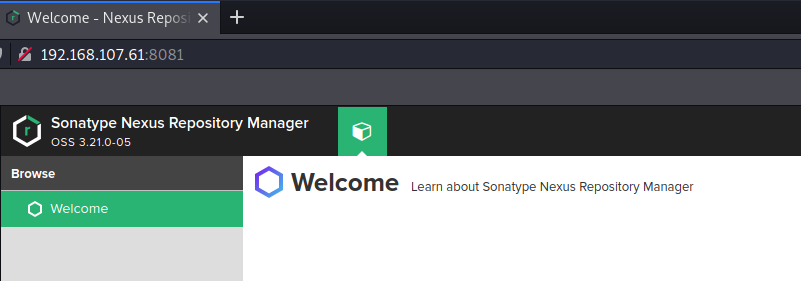 Welcome - Nexus Reposi
192.168.107.61:8081
Sonatype Nexus Repository Manager
OSS 3.21.0-05
Browse
Welcome
Welcome Learn about Sonatype Nexus Repository Manager